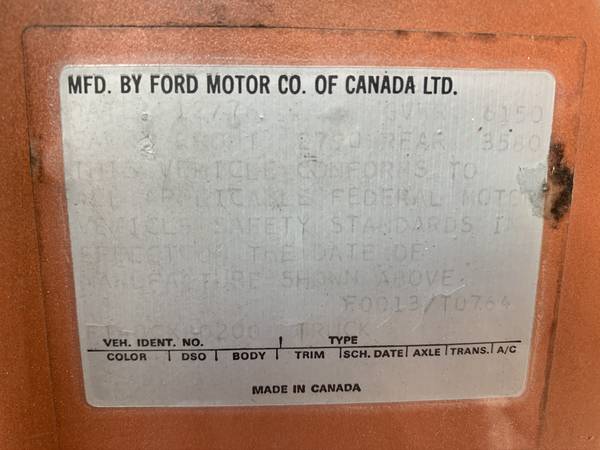 MFD. BY FORD MOTOR CO. OF CANADA LTD.
GVWR 6150
FRONT 2790 REAR 3580
THIS VEHICLE CONFORMS TO
ALL APPLICABLE FEDERAL MOTOR
VEHICLE SAFETY STANDARDS IN
EFFECT ON THE DATE OF
MANUFACTURE SHOWN ABOVE
F0013/T0764
TRUCK
VEH. IDENT. NO. TYPE
COLOR DSO BODY TRIM SCH. DATE AXLE TRANS. A/C
MADE IN CANADA